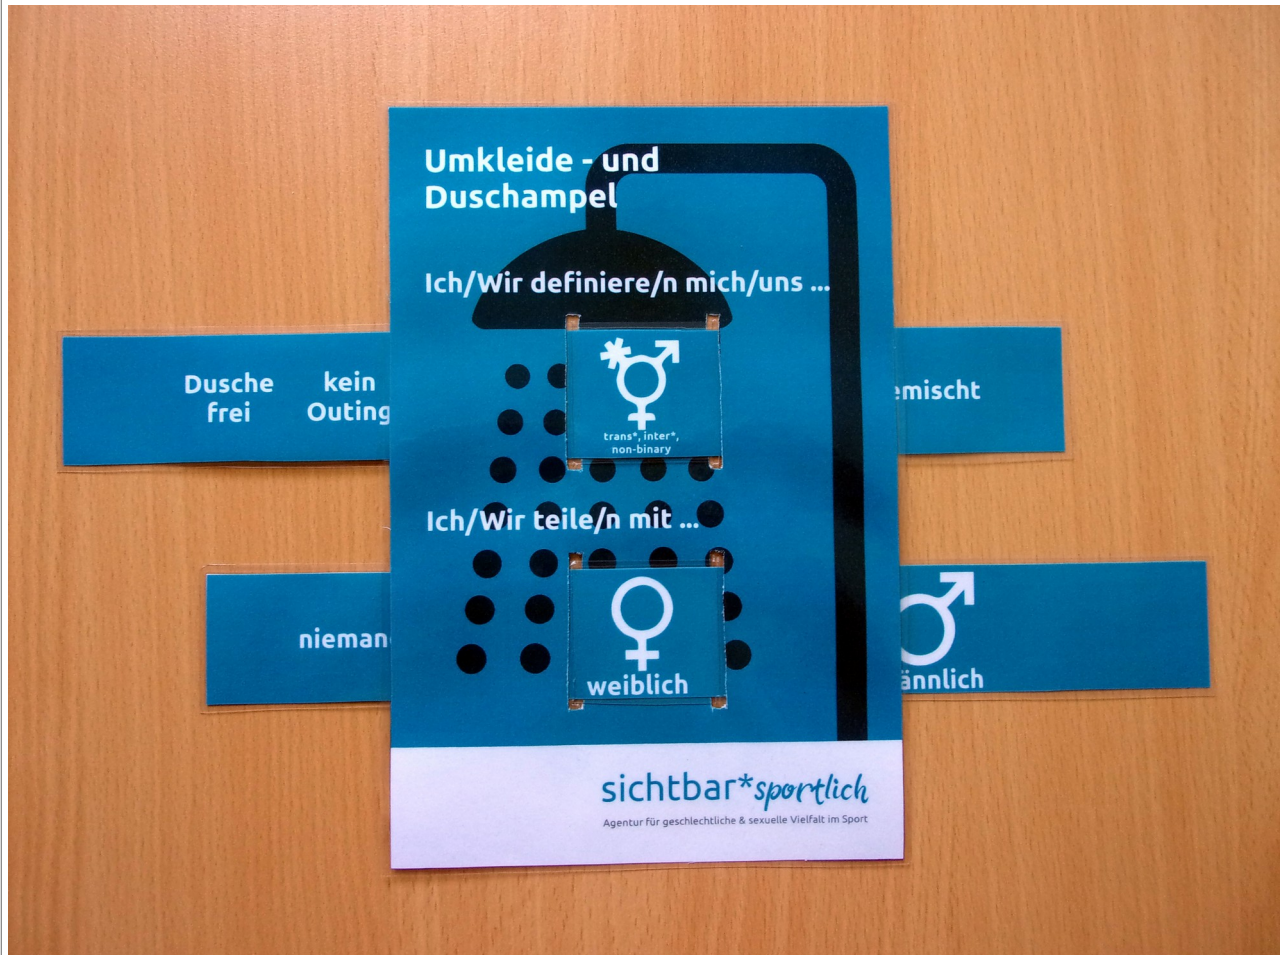 Umkleide - und
Duschampel
Ich/Wir definiere/n mich/uns ...
Dusche
frei
kein
Outing
trans*, inter*,
non-binary
emischt
Ich/Wir teile/n mit ...
nieman
weiblich
ännlich
sichtbar*sportlich
Agentur für geschlechtliche & sexuelle Vielfalt im Sport